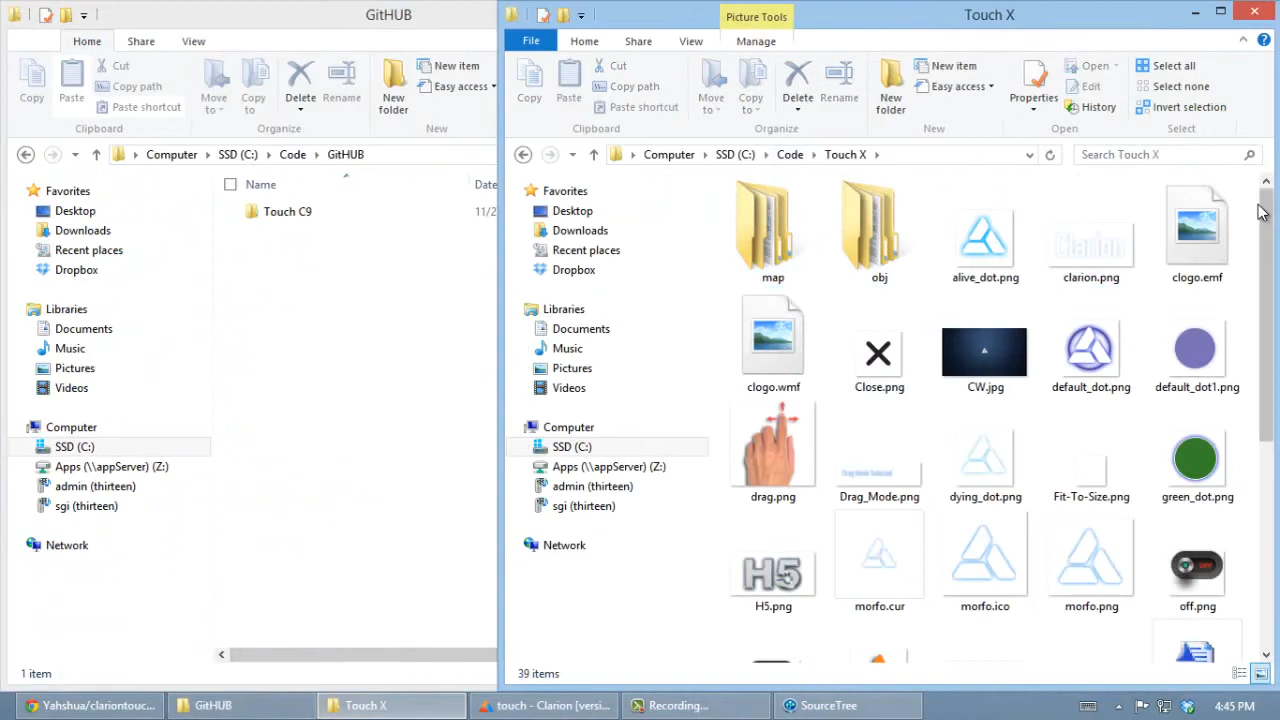 GitHUB
Home Share View
Copy
Paste
Cut
Copy path
Paste shortcut
Clipboard
Move to
Copy to
Delete
Rename
Organize
New folder
New item
Easy access
New
Computer SSD (C:) Code GitHUB
Favorites
Desktop
Downloads
Recent places
Dropbox
Libraries
Documents
Music
Pictures
Videos
Computer
SSD (C:)
Apps (\\appServer) (Z:)
admin (thirteen)
sgi (thirteen)
Network
Name Date
Touch C9 11/2
1 item
Picture Tools
Touch X
File Home Share View Manage
Copy
Paste
Cut
Copy path
Paste shortcut
Clipboard
Move to
Copy to
Delete
Rename
Organize
New folder
New item
Easy access
New
Properties
Open
Edit
History
Open
Select all
Select none
Invert selection
Select
Computer SSD (C:) Code Touch X
Search Touch X
Favorites
Desktop
Downloads
Recent places
Dropbox
Libraries
Documents
Music
Pictures
Videos
Computer
SSD (C:)
Apps (\\appServer) (Z:)
admin (thirteen)
sgi (thirteen)
Network
Clarion
map obj alive_dot.png clarion.png clogo.emf
clogo.wmf Close.png CW.jpg default_dot.png default_dot1.png
Drag Mode Selected
drag.png Drag_Mode.png dying_dot.png Fit-To-Size.png green_dot.png
H5
OFF
H5.png morfo.cur morfo.ico morfo.png off.png
39 items
Yahshua/clariontouc... GitHUB Touch X touch - Clarion [versi... Recording... SourceTree 4:45 PM